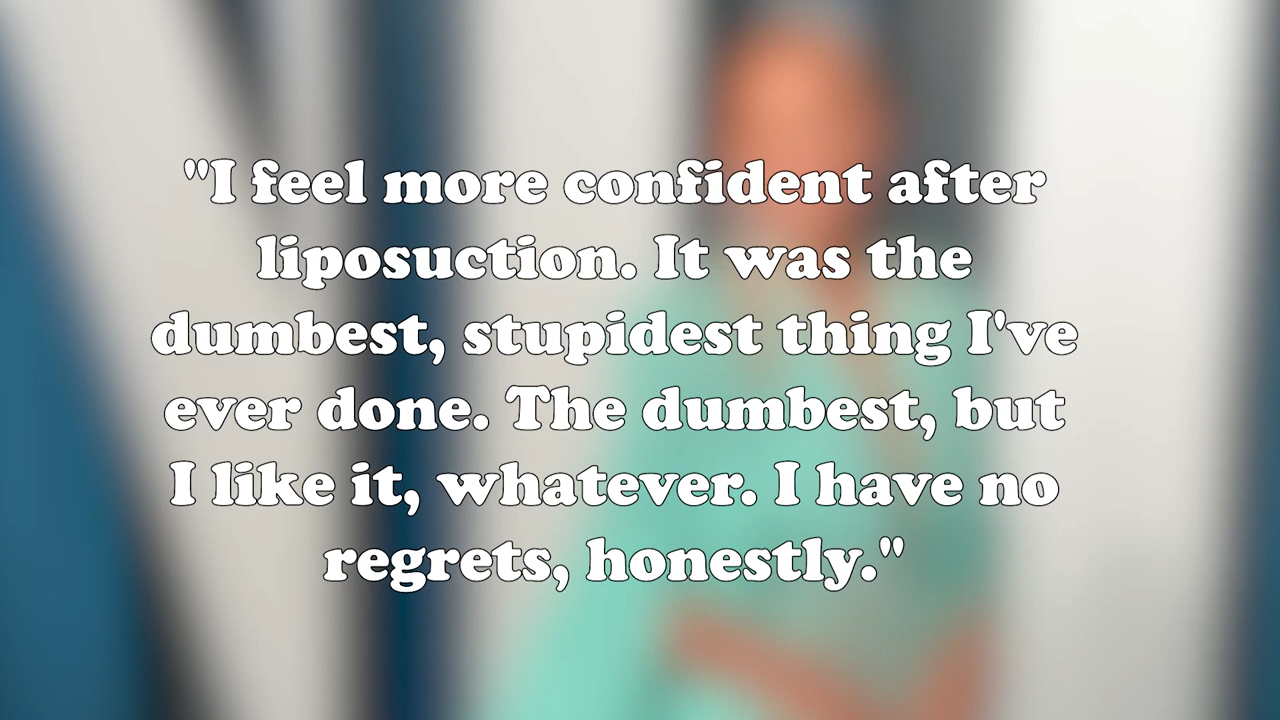 "I feel more confident after
liposuction. It was the
dumbest, stupidest thing I've
ever done. The dumbest, but
I like it, whatever. I have no
regrets, honestly."